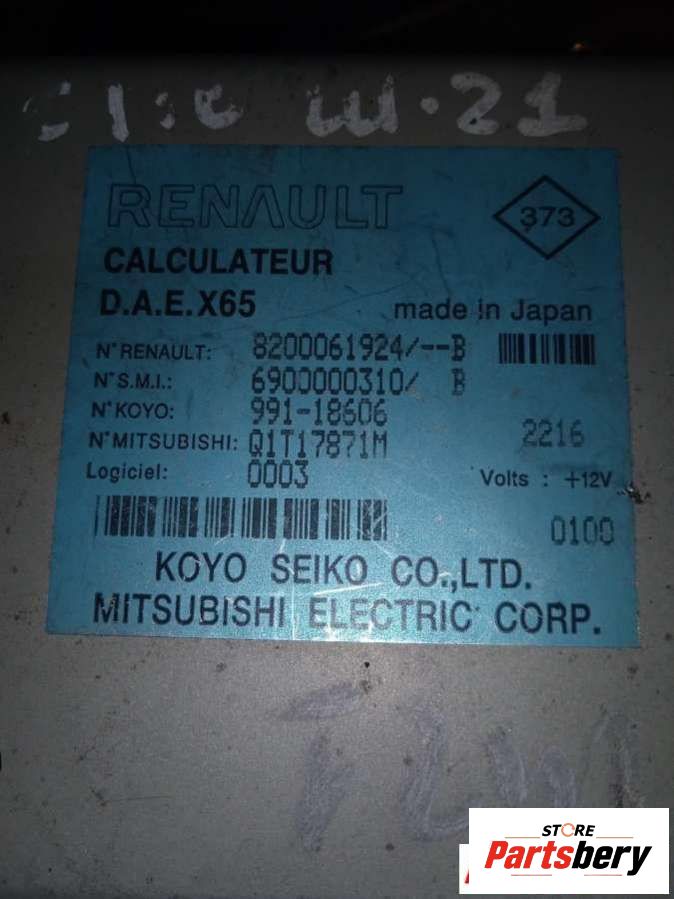 RENAULT
373
CALCULATEUR
D.A.E.X65
made in Japan
N°RENAULT: 8200061924/--B
N°S.M.I.: 6900000310/ B
N°KOYO: 991-18606
N°MITSUBISHI: Q1T17871M
2216
Logiciel: 0003
Volts : +12V
0100
KOYO SEIKO CO.,LTD.
MITSUBISHI ELECTRIC CORP.
STORE
Partsbery